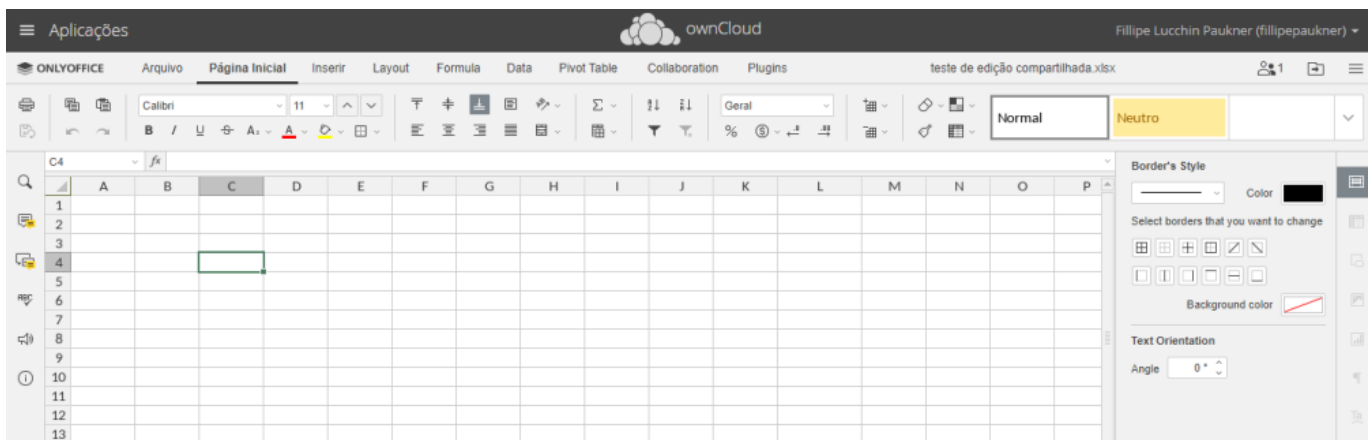 Aplicações
ownCloud
Fillipe Lucchin Paukner (fillipepaukner)
ONLYOFFICE Arquivo Página Inicial Inserir Layout Formula Data Pivot Table Collaboration Plugins teste de edição compartilhada.xlsx 1
Calibri 11 Geral
B I U A₂ A %
Normal Neutro
C4 fx
A B C D E F G H I J K L M N O P
1
2
3
4
5
6
7
8
9
10
11
12
13
Border's Style
Color
Select borders that you want to change
Background color
Text Orientation
Angle 0 °